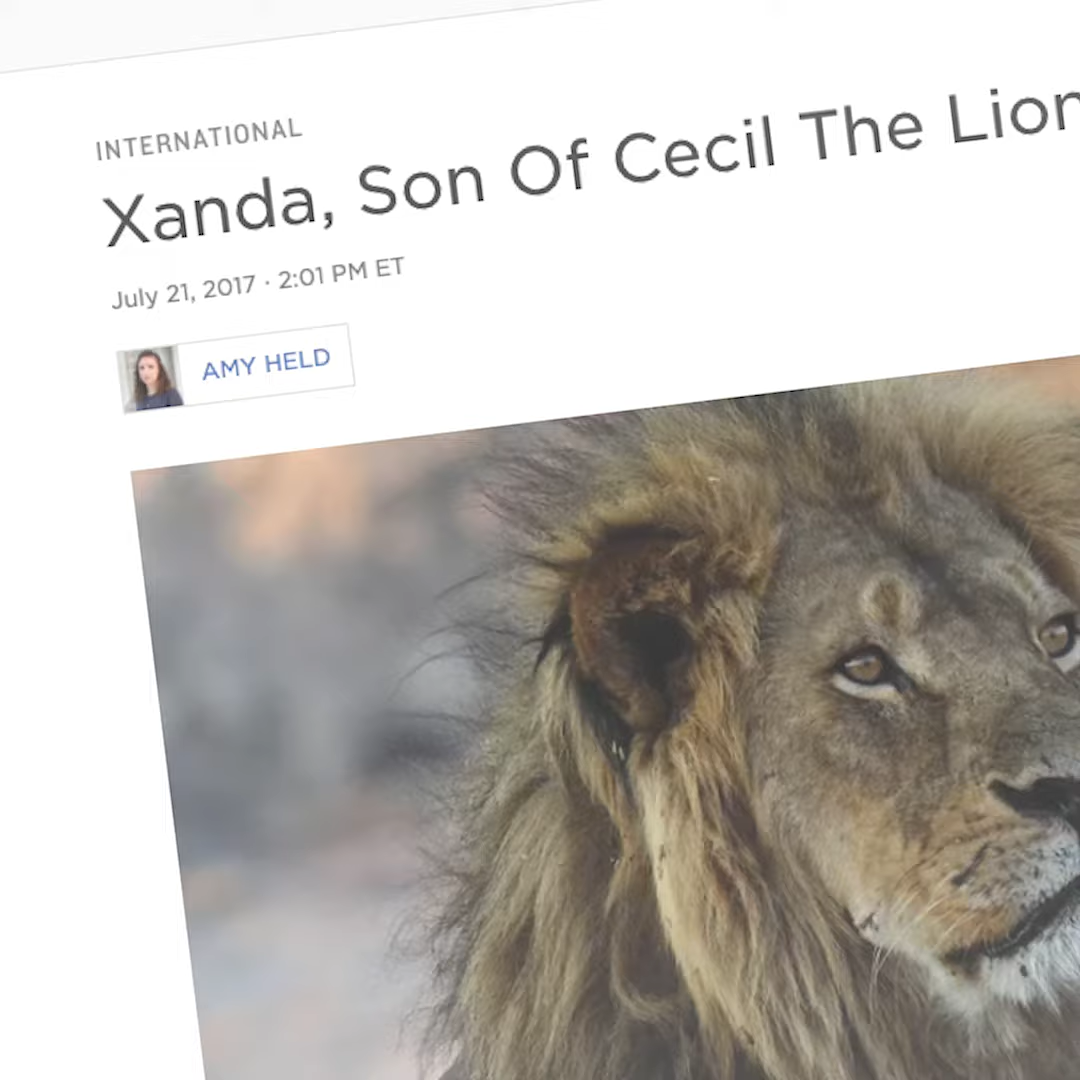 INTERNATIONAL
Xanda, Son Of Cecil The Lion
July 21, 2017 · 2:01 PM ET
AMY HELD